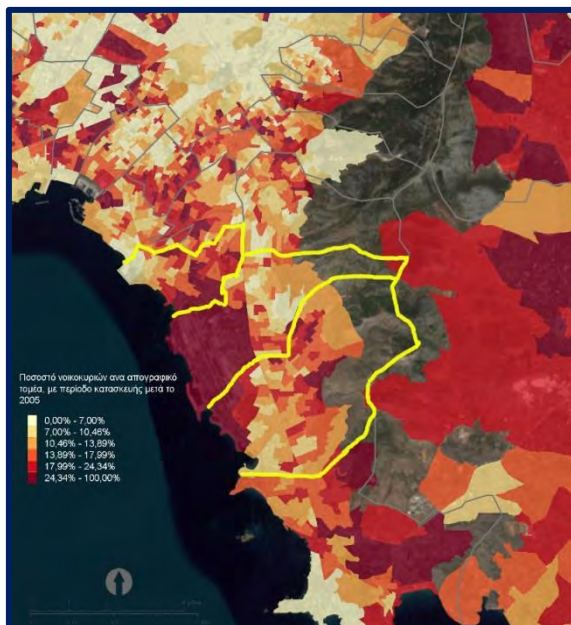 Ποσοστό νοικοκυριών ανα απογραφικό
τομέα, με περίοδο κατασκευής μετά το
2005
0,00% - 7,00%
7,00% - 10,46%
10,46% - 13,89%
13,89% - 17,99%
17,99% - 24,34%
24,34% - 100,00%